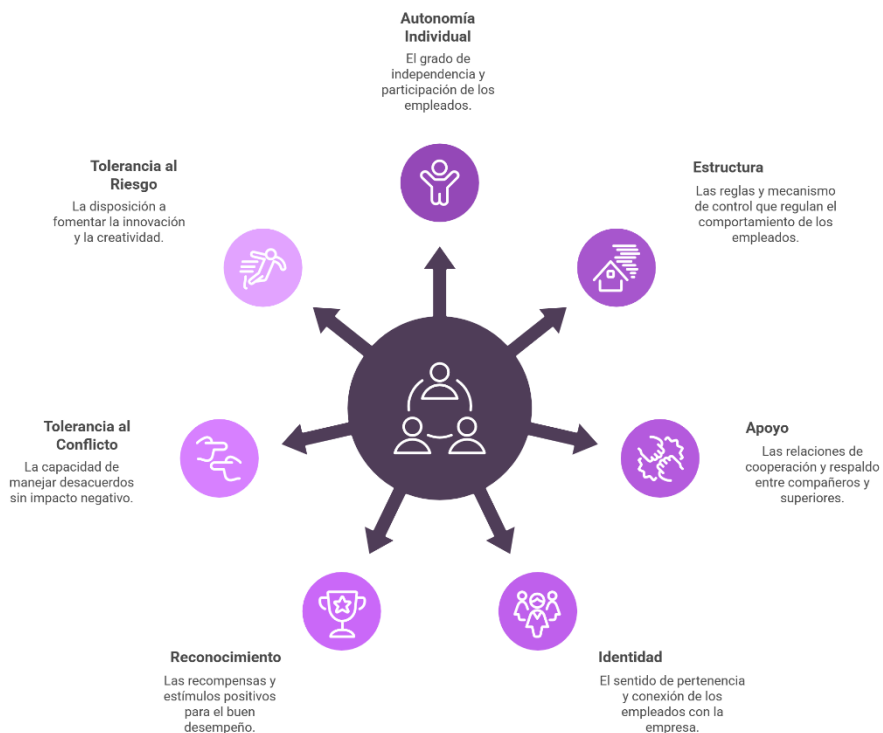 Autonomía
Individual
El grado de
independencia y
participación de los
empleados.
Estructura
Las reglas y mecanismo
de control que regulan el
comportamiento de los
empleados.
Apoyo
Las relaciones de
cooperación y respaldo
entre compañeros y
superiores.
Identidad
El sentido de pertenencia
y conexión de los
empleados con la
empresa.
Reconocimiento
Las recompensas y
estímulos positivos
para el buen
desempeño.
Tolerancia al
Conflicto
La capacidad de
manejar desacuerdos
sin impacto negativo.
Tolerancia al
Riesgo
La disposición a
fomentar la innovación
y la creatividad.